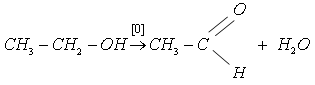 O
[0]
CH₃ − CH₂ − OH → CH₃ − C + H₂O
H